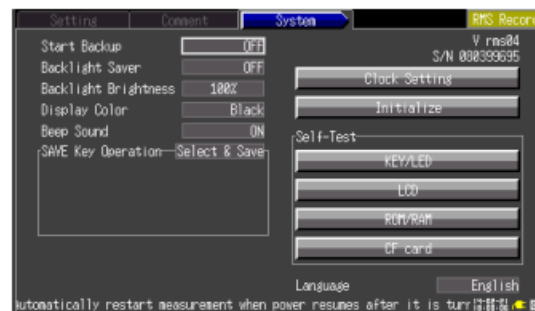 Setting Comment System RMS Recor
Start Backup OFF
V rms04
S/N 080399695
Backlight Saver OFF
Clock Setting
Backlight Brightness 100%
Initialize
Display Color Black
Beep Sound ON
Self-Test
SAVE Key Operation Select & Save
KEY/LED
LCD
ROM/RAM
CF card
Language English
utomatically restart measurement when power resumes after it is turr